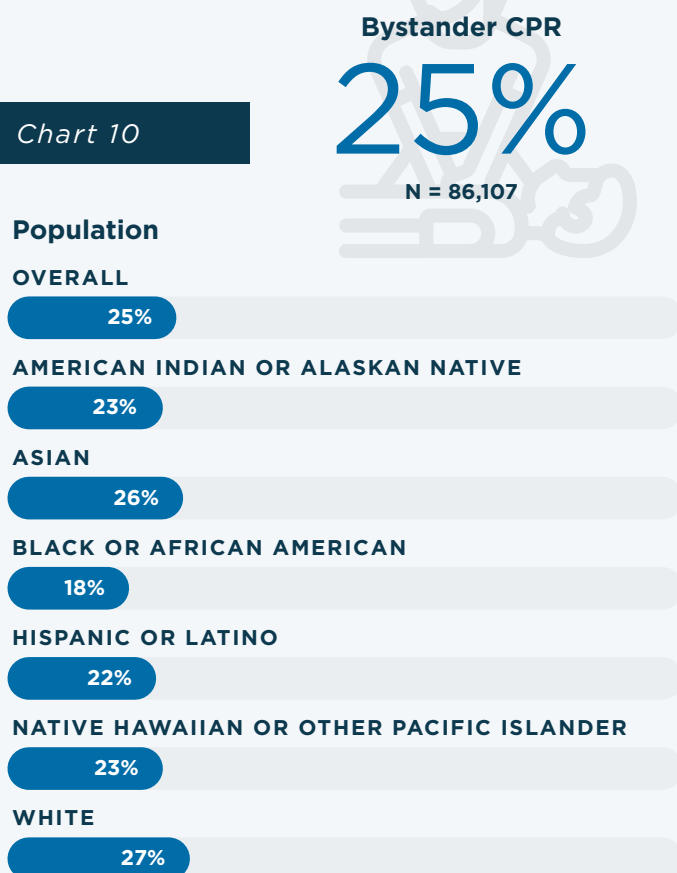 Bystander CPR
25%
N = 86,107
Chart 10
Population
OVERALL
25%
AMERICAN INDIAN OR ALASKAN NATIVE
23%
ASIAN
26%
BLACK OR AFRICAN AMERICAN
18%
HISPANIC OR LATINO
22%
NATIVE HAWAIIAN OR OTHER PACIFIC ISLANDER
23%
WHITE
27%